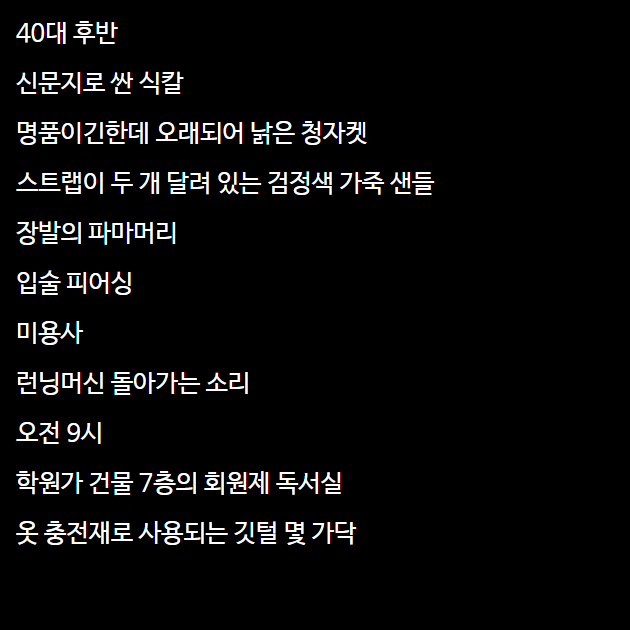 40대 후반
신문지로 싼 식칼
명품이긴한데 오래되어 낡은 청자켓
스트랩이 두 개 달려 있는 검정색 가죽 샌들
장발의 파마머리
입술 피어싱
미용사
런닝머신 돌아가는 소리
오전 9시
학원가 건물 7층의 회원제 독서실
옷 충전재로 사용되는 깃털 몇 가닥